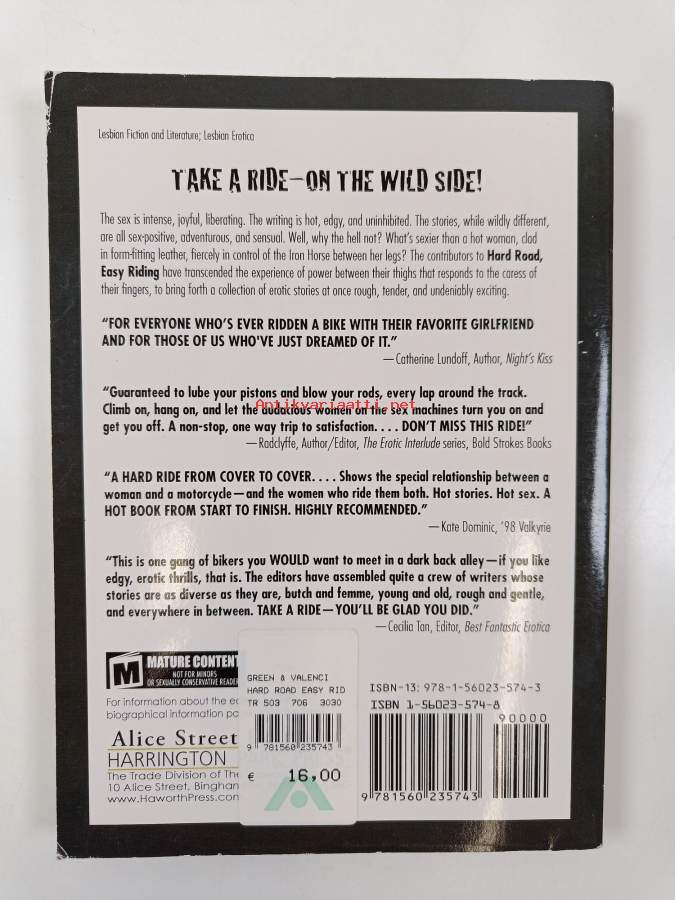 Lesbian Fiction and Literature; Lesbian Erotica
TAKE A RIDE—ON THE WILD SIDE!
The sex is intense, joyful, liberating. The writing is hot, edgy, and uninhibited. The stories, while wildly different,
are all sex-positive, adventurous, and sensual. Well, why the hell not? What's sexier than a hot woman, clad
in form-fitting leather, fiercely in control of the Iron Horse between her legs? The contributors to Hard Road,
Easy Riding have transcended the experience of power between their thighs that responds to the caress of
their fingers, to bring forth a collection of erotic stories at once rough, tender, and undeniably exciting.
“FOR EVERYONE WHO'S EVER RIDDEN A BIKE WITH THEIR FAVORITE GIRLFRIEND
AND FOR THOSE OF US WHO'VE JUST DREAMED OF IT.”
—Catherine Lundoff, Author, Night's Kiss
“Guaranteed to lube your pistons and blow your rods, every lap around the track.
Climb on, hang on, and let the audacious women on the sex machines turn you on and
Antikvariaatti.net
get you off. A non-stop, one way trip to satisfaction. . . . DON'T MISS THIS RIDE!”
—Radclyffe, Author/Editor, The Erotic Interlude series, Bold Strokes Books
“A HARD RIDE FROM COVER TO COVER. . . . Shows the special relationship between a
woman and a motorcycle—and the women who ride them both. Hot stories. Hot sex. A
HOT BOOK FROM START TO FINISH. HIGHLY RECOMMENDED.”
—Kate Dominic, '98 Valkyrie
“This is one gang of bikers you WOULD want to meet in a dark back alley—if you like
edgy, erotic thrills, that is. The editors have assembled quite a crew of writers whose
stories are as diverse as they are, butch and femme, young and old, rough and gentle,
and everywhere in between. TAKE A RIDE—YOU'LL BE GLAD YOU DID.”
—Cecilia Tan, Editor, Best Fantastic Erotica
M MATURE CONTENT
NOT FOR MINORS
OR SEXUALLY CONSERVATIVE READERS
For information about the
biographical information
Alice Street
HARRINGTON
The Trade Division of The
10 Alice Street,
www.HaworthPress.com
GREEN & VALENCI
HARD ROAD EASY RID
TR 503 706 3030
9 781560 235743
€ 16,00
ISBN-13: 978-1-56023-574-3
ISBN 1-56023-574-8
90000
9 781560 235743